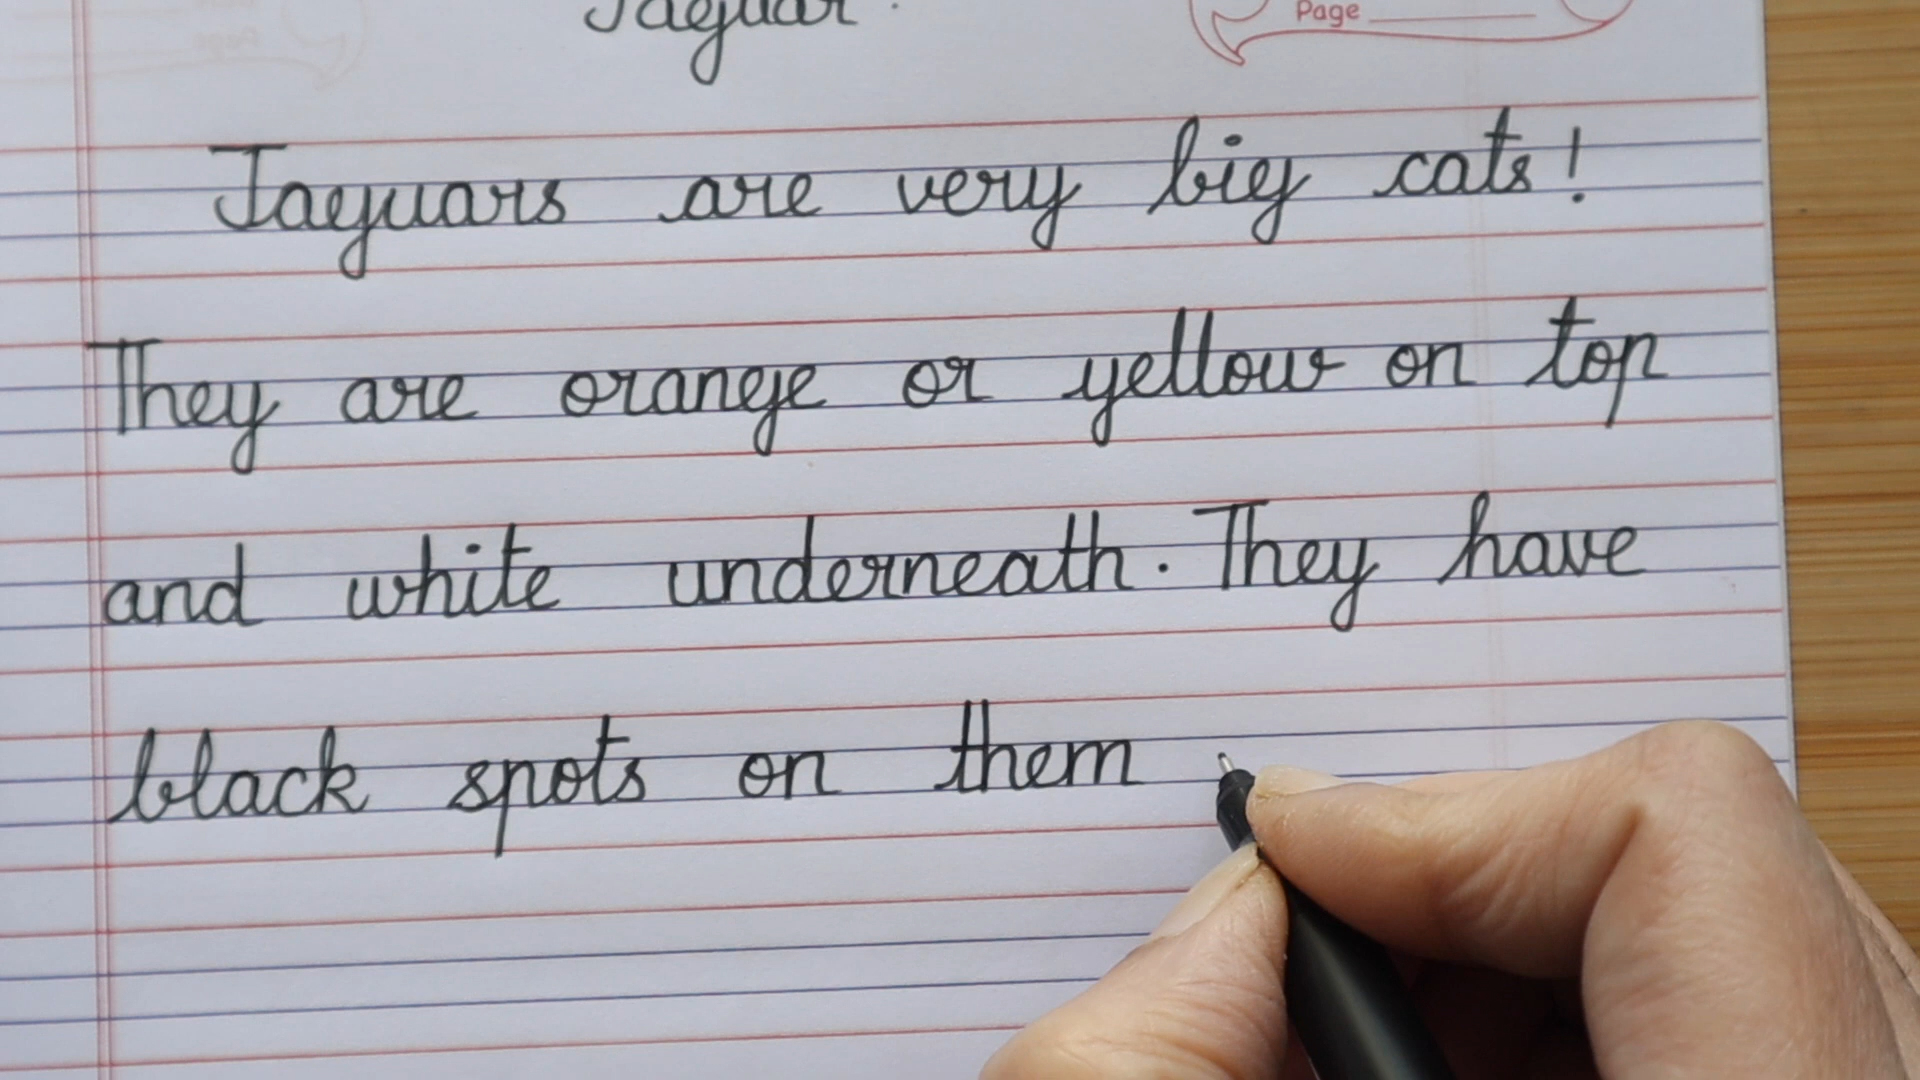 Jaguar.
Page
Jaguars are very big cats!
They are orange or yellow on top
and white underneath. They have
black spots on them